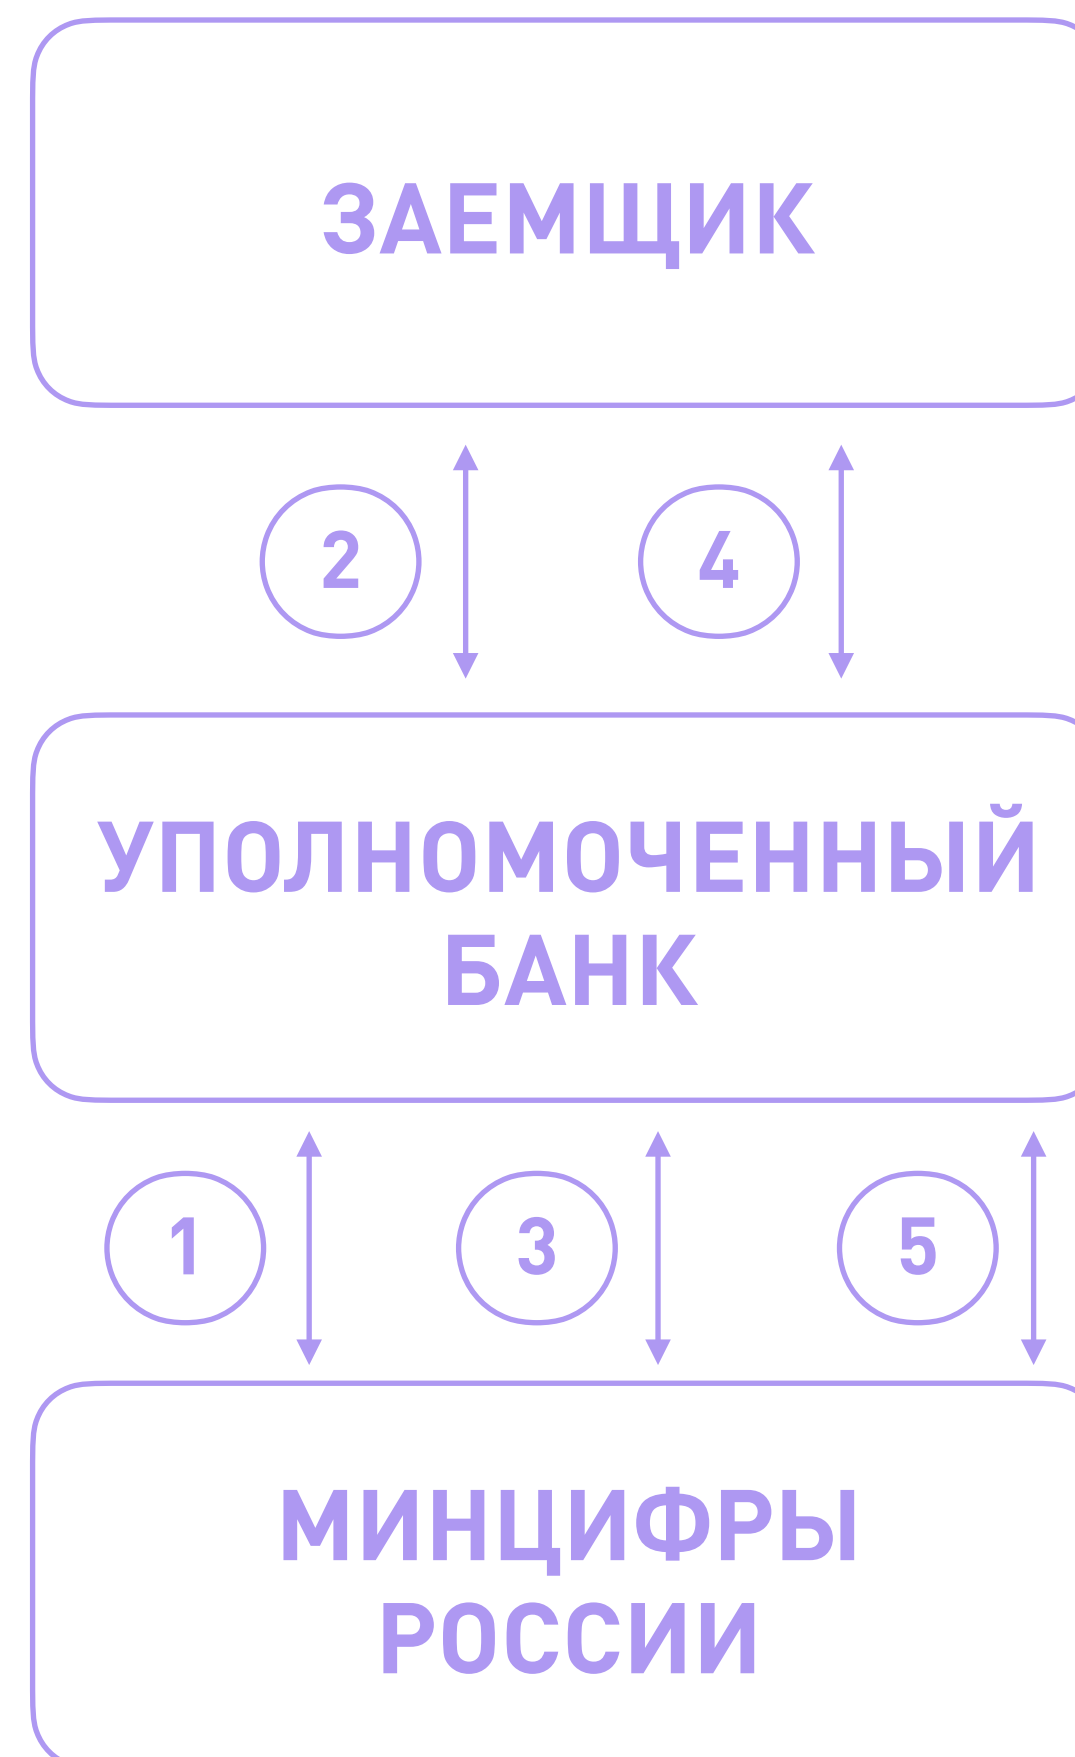 ЗАЕМЩИК
2 4
УПОЛНОМОЧЕННЫЙ
БАНК
1 3 5
МИНЦИФРЫ
РОССИИ